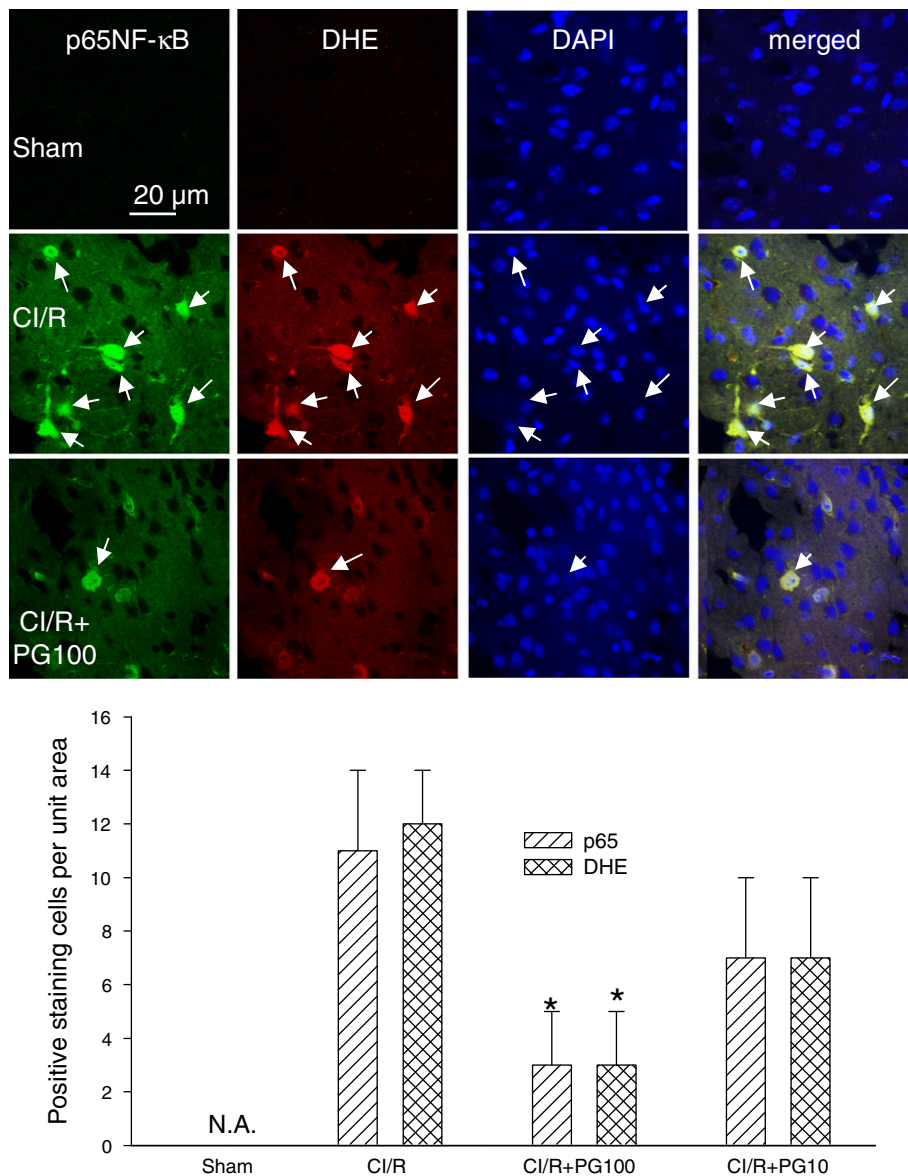 p65NF-κB DHE DAPI merged
Sham
20 µm
CI/R
CI/R+
PG100
16
14
12
10
8
6
4
2
0
Positive staining cells per unit area
p65
DHE
* *
N.A.
Sham CI/R CI/R+PG100 CI/R+PG10